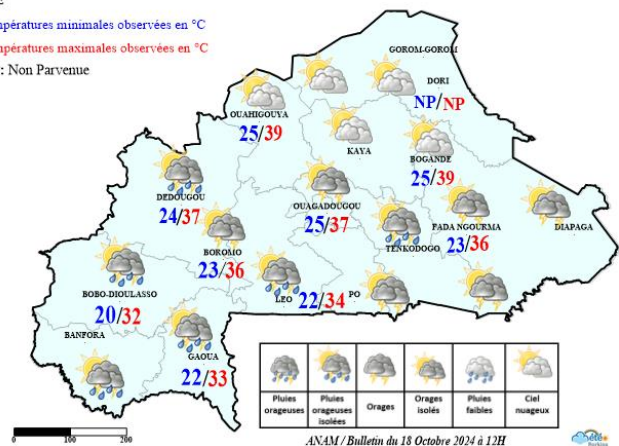 températures minimales observées en °C
températures maximales observées en °C
: Non Parvenue
GOROM-GOROM
DORI
NP/NP
OUAHIGOUYA
25/39
KAYA
BOGANDE
25/39
DEDOUGOU
24/37
OUAGADOUGOU
25/37
DIAPAGA
FADA NGOURMA
23/36
BOROMO
23/36
TENKODOGO
BOBO-DIOULASSO
20/32
LEO
22/34
PO
BANFORA
GAOUA
22/33
Pluies orageuses
Pluies orageuses isolées
Orages
Orages isolés
Pluies faibles
Ciel nuageux
0 100 200
ANAM / Bulletin du 18 Octobre 2024 à 12H